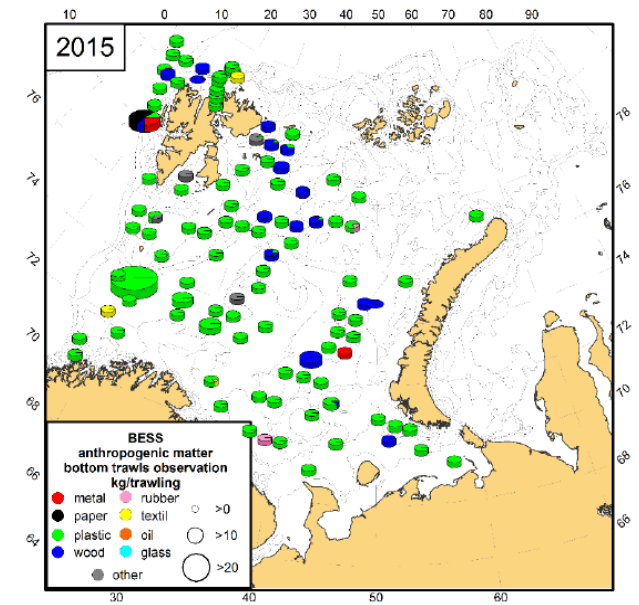 10 0 10 20 30 40 50 60 70 80 90
2015
76
78
74
76
72
74
70
72
68
70
66
68
64
66
BESS
anthropogenic matter
bottom trawls observation
kg/trawling
metal rubber
paper textil
plastic oil
wood glass
other
>0
>10
>20
30 40 50 60